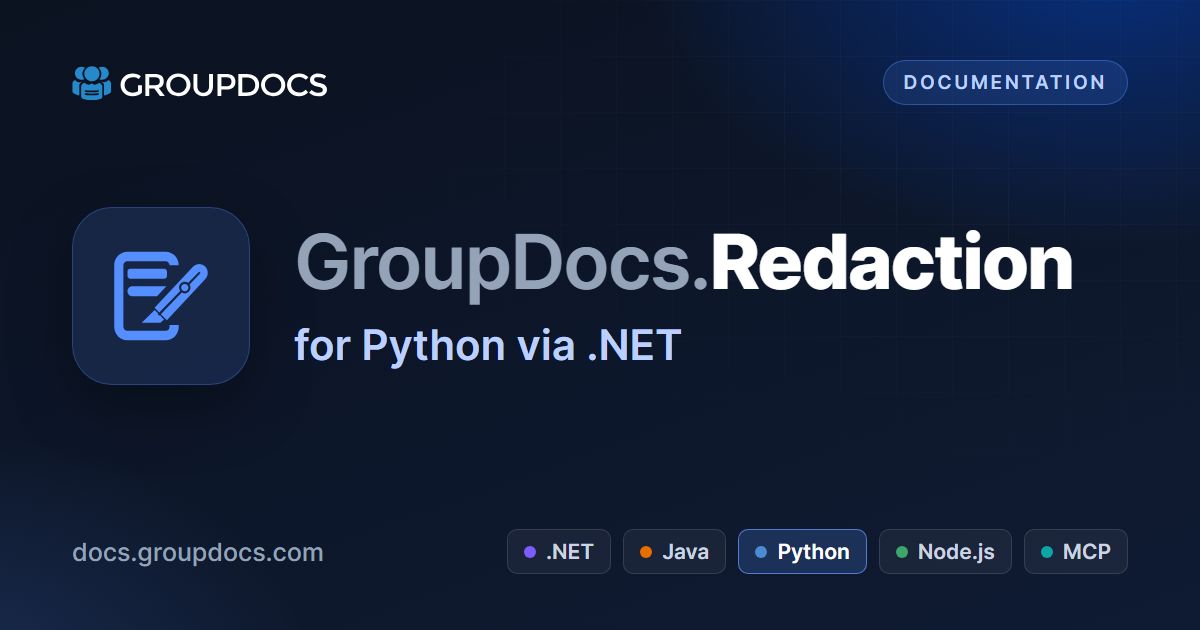 GROUPDOCS
DOCUMENTATION
GroupDocs.Redaction
for Python via .NET
docs.groupdocs.com
.NET
Java
Python
Node.js
MCP